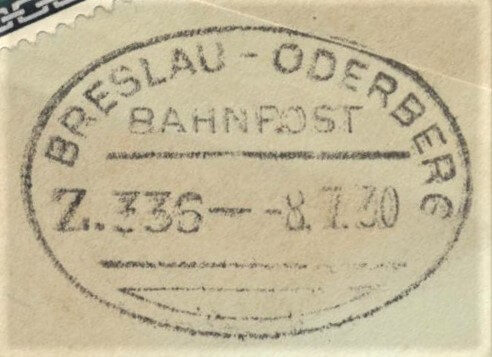 BRESLAU - ODERBERG
BAHNPOST
Z. 336 — -8.7.30